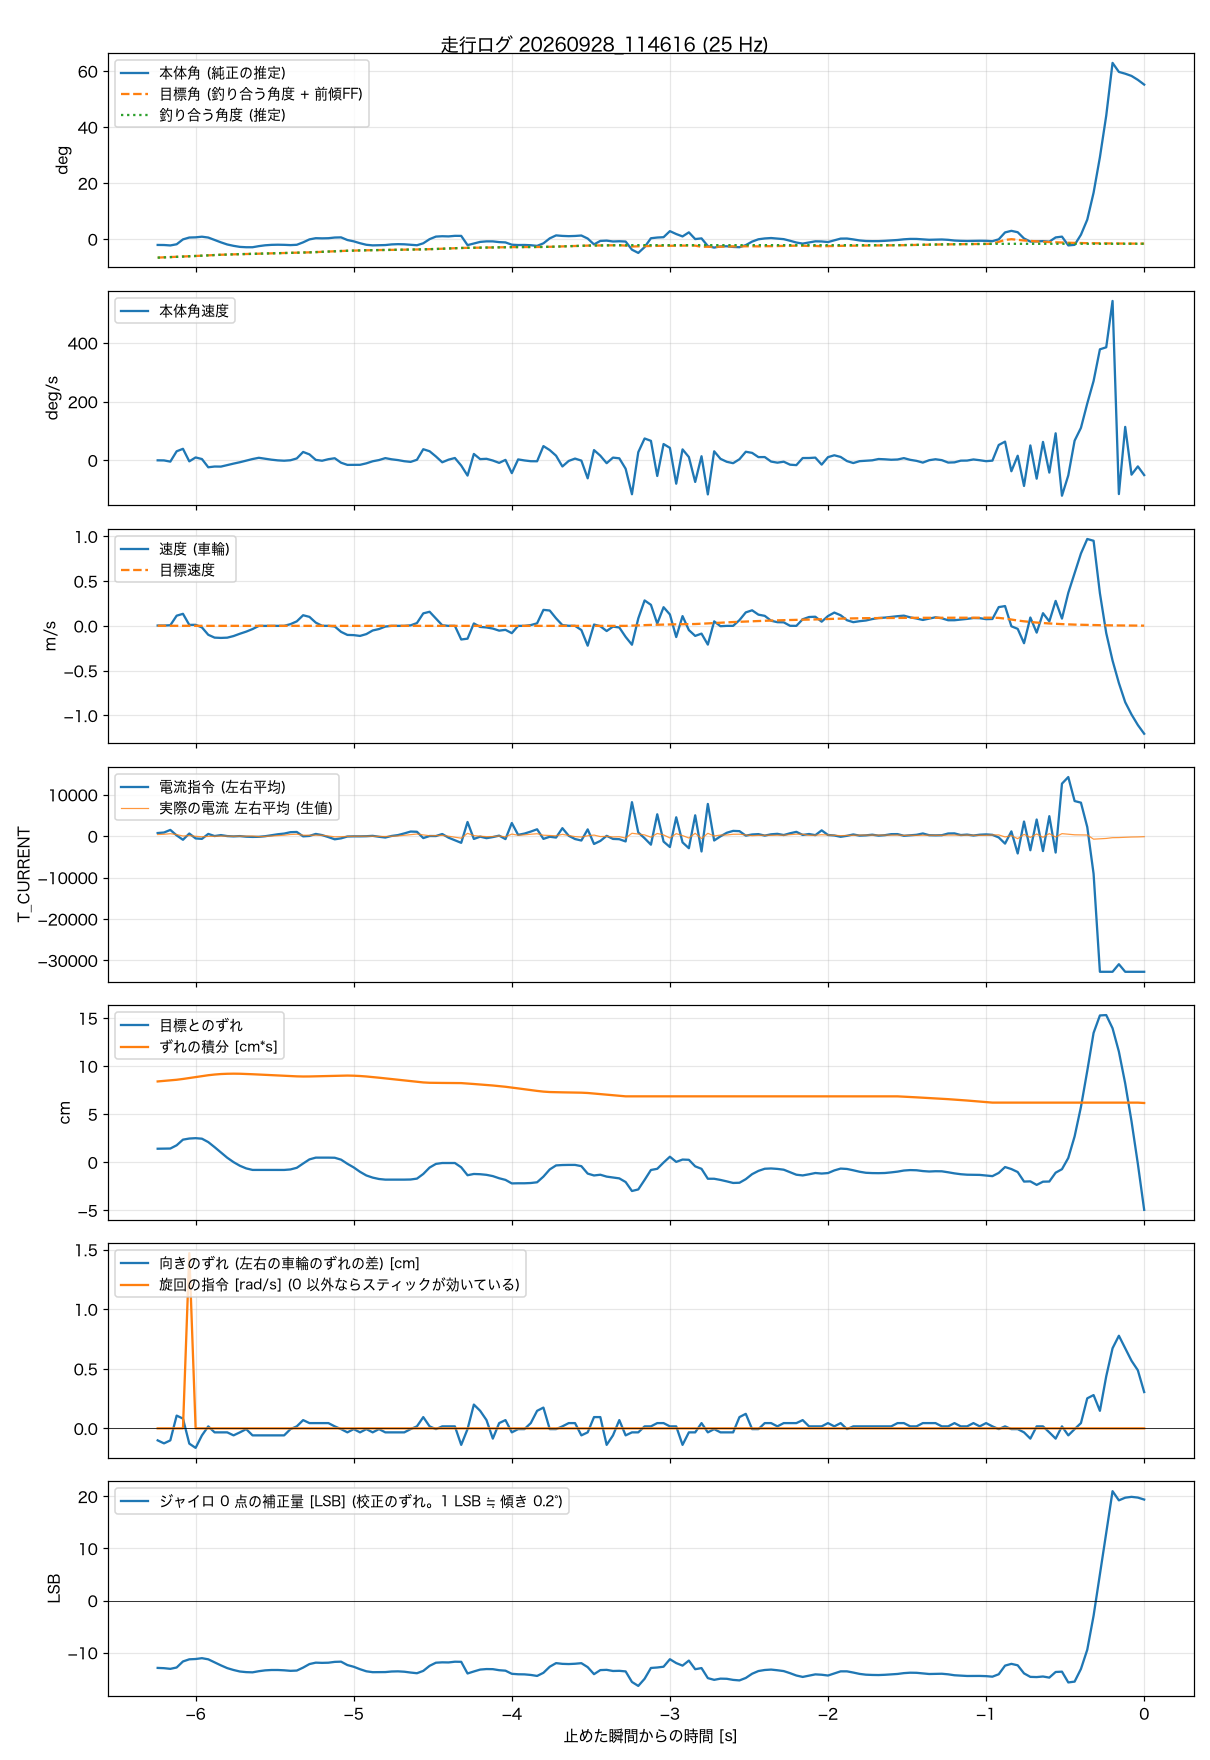 走行ログ 20260928_114616 (25 Hz)
本体角 (純正の推定)
目標角 (釣り合う角度 + 前傾FF)
釣り合う角度 (推定)
deg
60
40
20
0
本体角速度
deg/s
400
200
0
速度 (車輪)
目標速度
m/s
1.0
0.5
0.0
−0.5
−1.0
電流指令 (左右平均)
実際の電流 左右平均 (生値)
T_CURRENT
10000
0
−10000
−20000
−30000
目標とのずれ
ずれの積分 [cm*s]
cm
15
10
5
0
−5
向きのずれ (左右の車輪のずれの差) [cm]
旋回の指令 [rad/s] (0 以外ならスティックが効いている)
1.5
1.0
0.5
0.0
ジャイロ 0 点の補正量 [LSB] (校正のずれ。1 LSB ≒ 傾き 0.2°)
LSB
20
10
0
−10
−6 −5 −4 −3 −2 −1 0
止めた瞬間からの時間 [s]